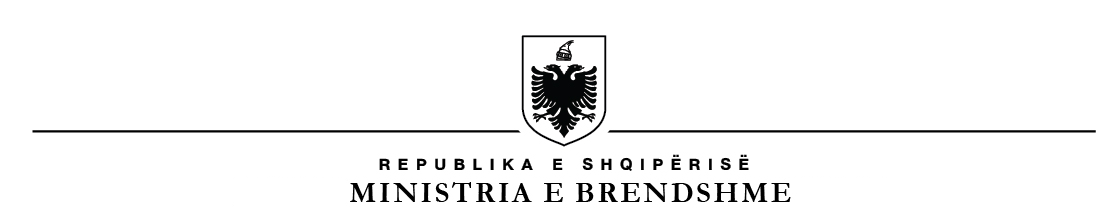 REPUBLIKA E SHQIPËRISË
MINISTRIA E BRENDSHME